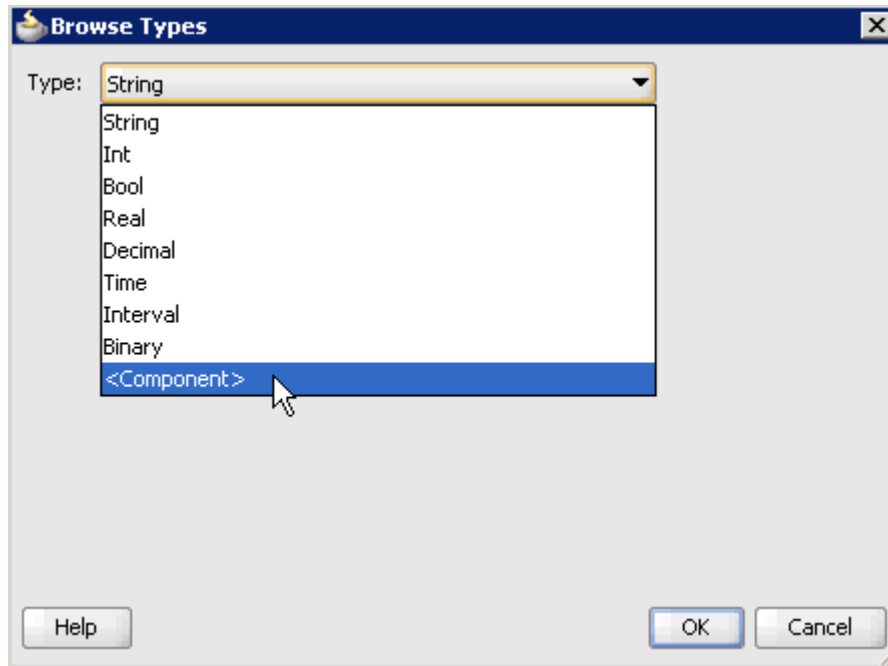 Browse Types
Type: String
String
Int
Bool
Real
Decimal
Time
Interval
Binary
<Component>
Help OK Cancel